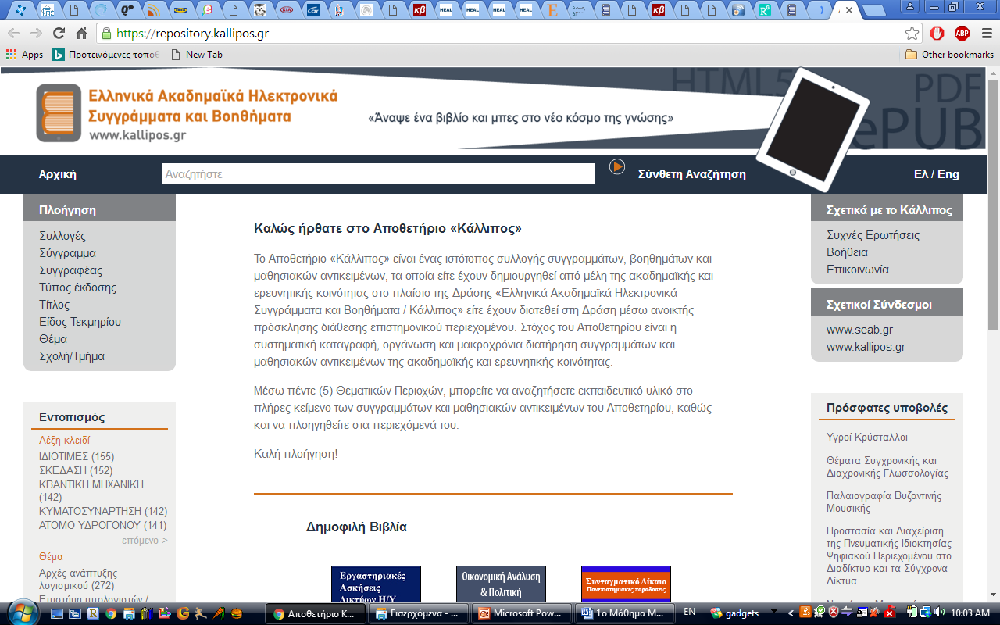 https://repository.kallipos.gr
Apps
Προτεινόμενες τοποθ
New Tab
Other bookmarks
Ελληνικά Ακαδημαϊκά Ηλεκτρονικά
Συγγράμματα και Βοηθήματα
www.kallipos.gr
«Άναψε ένα βιβλίο και μπες στο νέο κόσμο της γνώσης»
HTML5
PDF
ePUB
Αρχική
Αναζητήστε
Σύνθετη Αναζήτηση
Ελ / Eng
Πλοήγηση
Συλλογές
Σύγγραμμα
Συγγραφέας
Τύπος έκδοσης
Τίτλος
Είδος Τεκμηρίου
Θέμα
Σχολή/Τμήμα
Εντοπισμός
Λέξη-κλειδί
ΙΔΙΟΤΙΜΕΣ (155)
ΣΚΕΔΑΣΗ (152)
ΚΒΑΝΤΙΚΗ ΜΗΧΑΝΙΚΗ
(142)
ΚΥΜΑΤΟΣΥΝΑΡΤΗΣΗ (142)
ΑΤΟΜΟ ΥΔΡΟΓΟΝΟΥ (141)
επόμενο >
Θέμα
Αρχές ανάπτυξης
λογισμικού (272)
Επιστήμη υπολογιστών /
Καλώς ήρθατε στο Αποθετήριο «Κάλλιπος»
Το Αποθετήριο «Κάλλιπος» είναι ένας ιστότοπος συλλογής συγγραμμάτων, βοηθημάτων και
μαθησιακών αντικειμένων, τα οποία είτε έχουν δημιουργηθεί από μέλη της ακαδημαϊκής και
ερευνητικής κοινότητας στο πλαίσιο της Δράσης «Ελληνικά Ακαδημαϊκά Ηλεκτρονικά
Συγγράμματα και Βοηθήματα / Κάλλιπος» είτε έχουν διατεθεί στη Δράση μέσω ανοικτής
πρόσκλησης διάθεσης επιστημονικού περιεχομένου. Στόχος του Αποθετηρίου είναι η
συστηματική καταγραφή, οργάνωση και μακροχρόνια διατήρηση συγγραμμάτων και
μαθησιακών αντικειμένων της ακαδημαϊκής και ερευνητικής κοινότητας.
Μέσω πέντε (5) Θεματικών Περιοχών, μπορείτε να αναζητήσετε εκπαιδευτικό υλικό στο
πλήρες κείμενο των συγγραμμάτων και μαθησιακών αντικειμένων του Αποθετηρίου, καθώς
και να πλοηγηθείτε στα περιεχόμενά του.
Καλή πλοήγηση!
Δημοφιλή Βιβλία
Εργαστηριακές
Ασκήσεις
Δικτύων Η/Υ
Οικονομική Ανάλυση
& Πολιτική
Συνταγματικό Δίκαιο
Πανεπιστημιακές παραδόσεις
Σχετικά με το Κάλλιπος
Συχνές Ερωτήσεις
Βοήθεια
Επικοινωνία
Σχετικοί Σύνδεσμοι
www.seab.gr
www.kallipos.gr
Πρόσφατες υποβολές
Υγροί Κρύσταλλοι
Θέματα Συγχρονικής και
Διαχρονικής Γλωσσολογίας
Παλαιογραφία Βυζαντινής
Μουσικής
Προστασία και Διαχείριση
της Πνευματικής Ιδιοκτησίας
Ψηφιακού Περιεχομένου στο
Διαδίκτυο και τα Σύγχρονα
Δίκτυα
Αποθετήριο Κ...
Εισερχόμενα - ...
Microsoft Pow...
1ο Μάθημα Μ...
EN
gadgets
10:03 AM